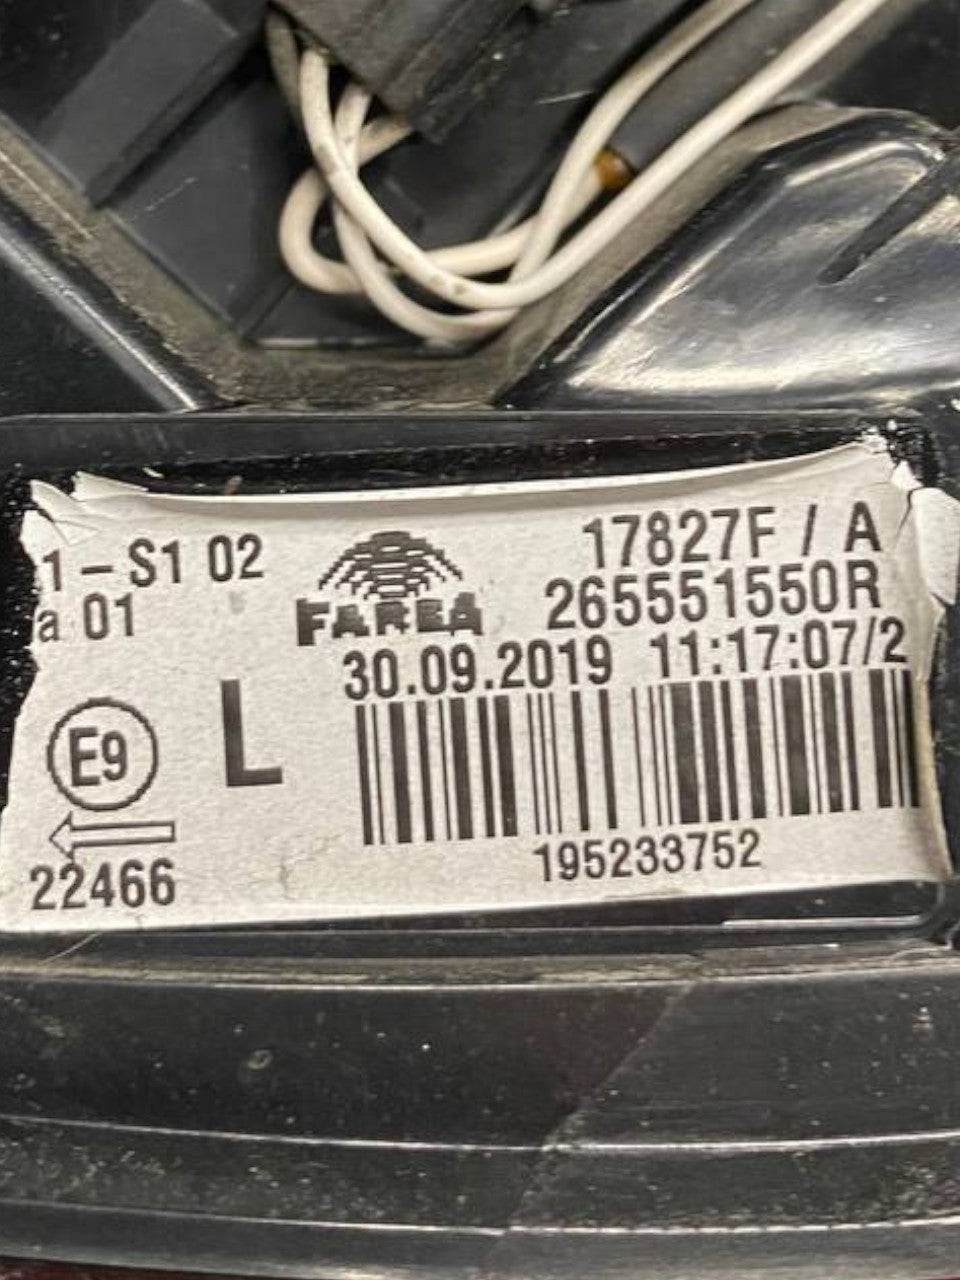 1 – S1 02
a 01
FAREA
17827F / A
265551550R
30.09.2019 11:17:07/2
E9
L
22466
195233752